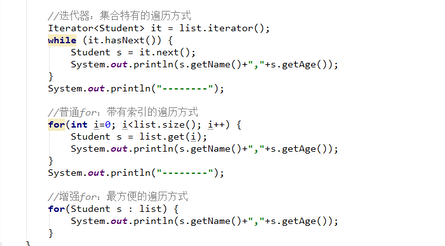 //迭代器：集合特有的遍历方式
Iterator<Student> it = list.iterator();
while (it.hasNext()) {
Student s = it.next();
System.out.println(s.getName()+","+s.getAge());
}
System.out.println("--------");
//普通for：带有索引的遍历方式
for(int i=0; i<list.size(); i++) {
Student s = list.get(i);
System.out.println(s.getName()+","+s.getAge());
}
System.out.println("--------");
//增强for：最方便的遍历方式
for(Student s : list) {
System.out.println(s.getName()+","+s.getAge());
}
}